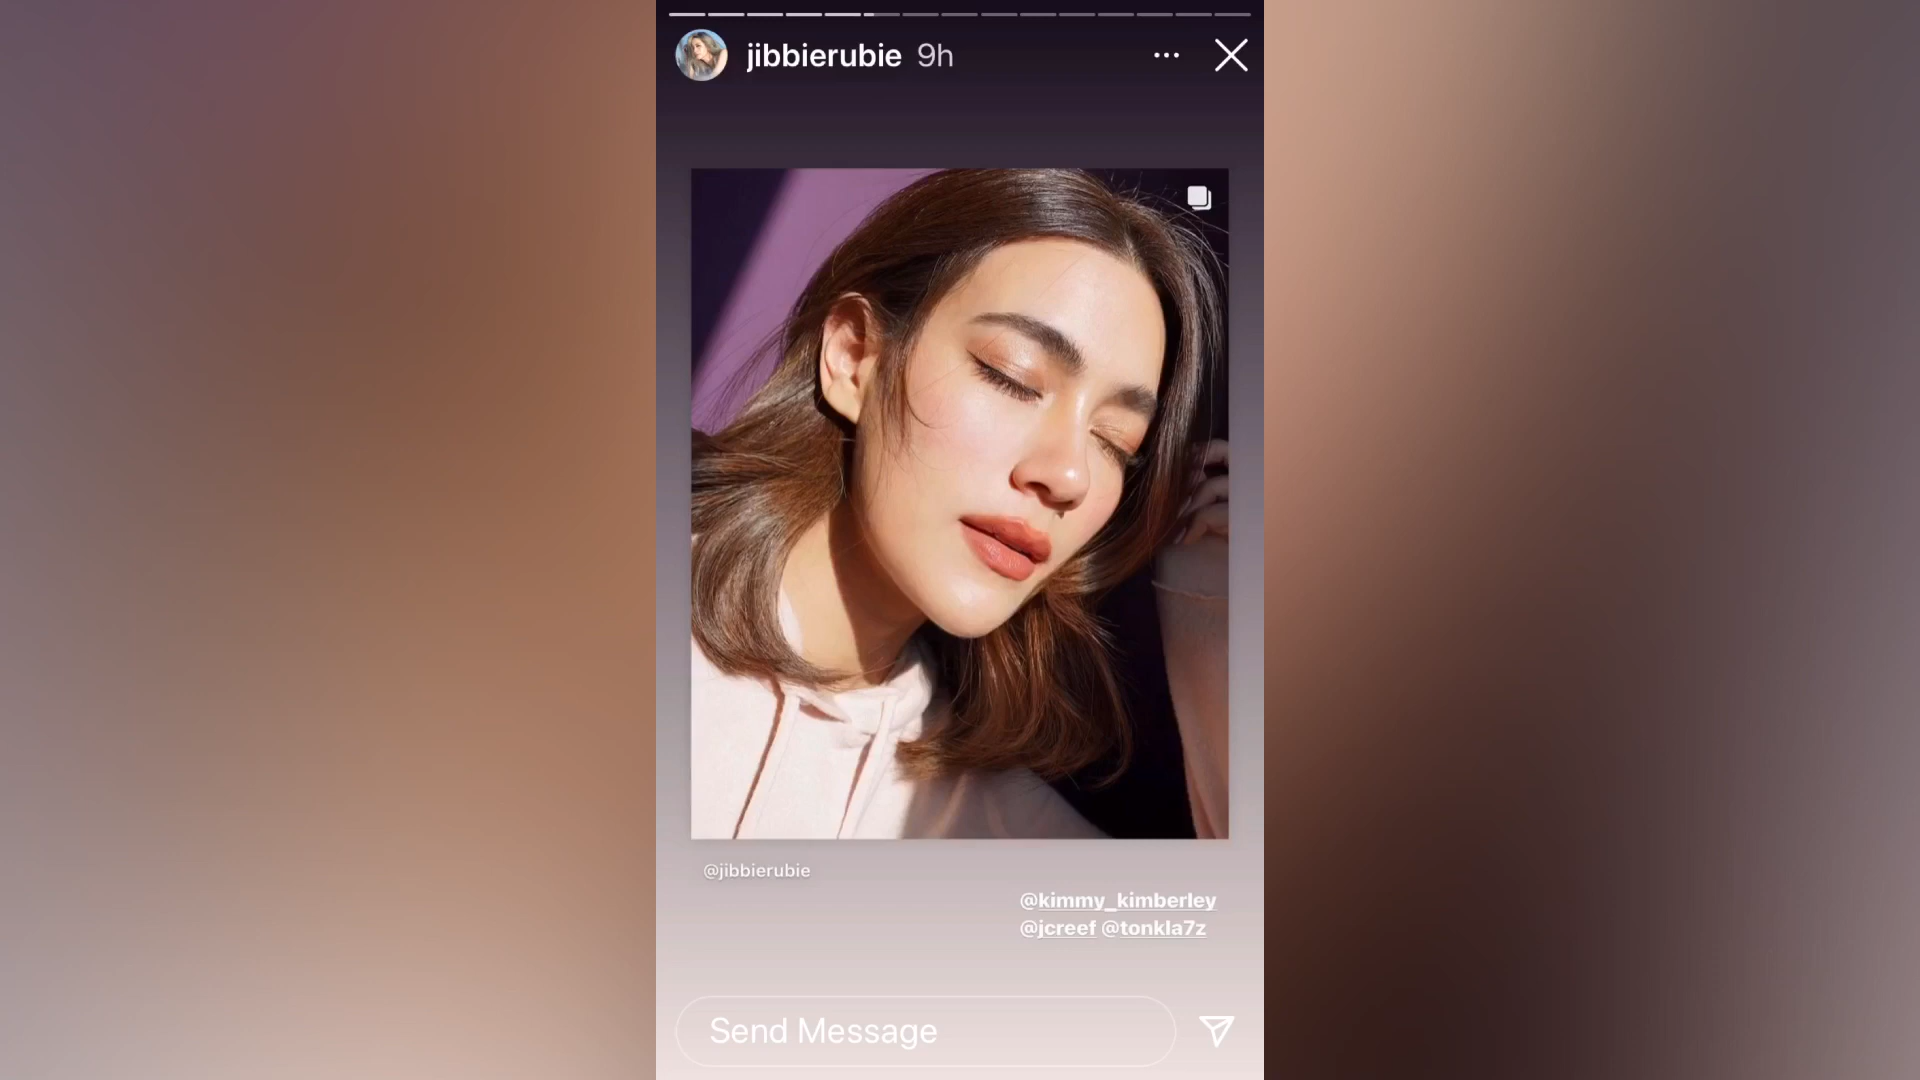 jibbierubie 9h
@jibbierubie
@kimmy_kimberley
@jcreef @tonkla7z
Send Message